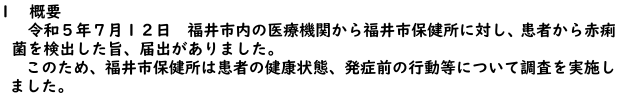 １　概要
　令和５年７月１２日　福井市内の医療機関から福井市保健所に対し、患者から赤痢
菌を検出した旨、届出がありました。
　このため、福井市保健所は患者の健康状態、発症前の行動等について調査を実施し
ました。